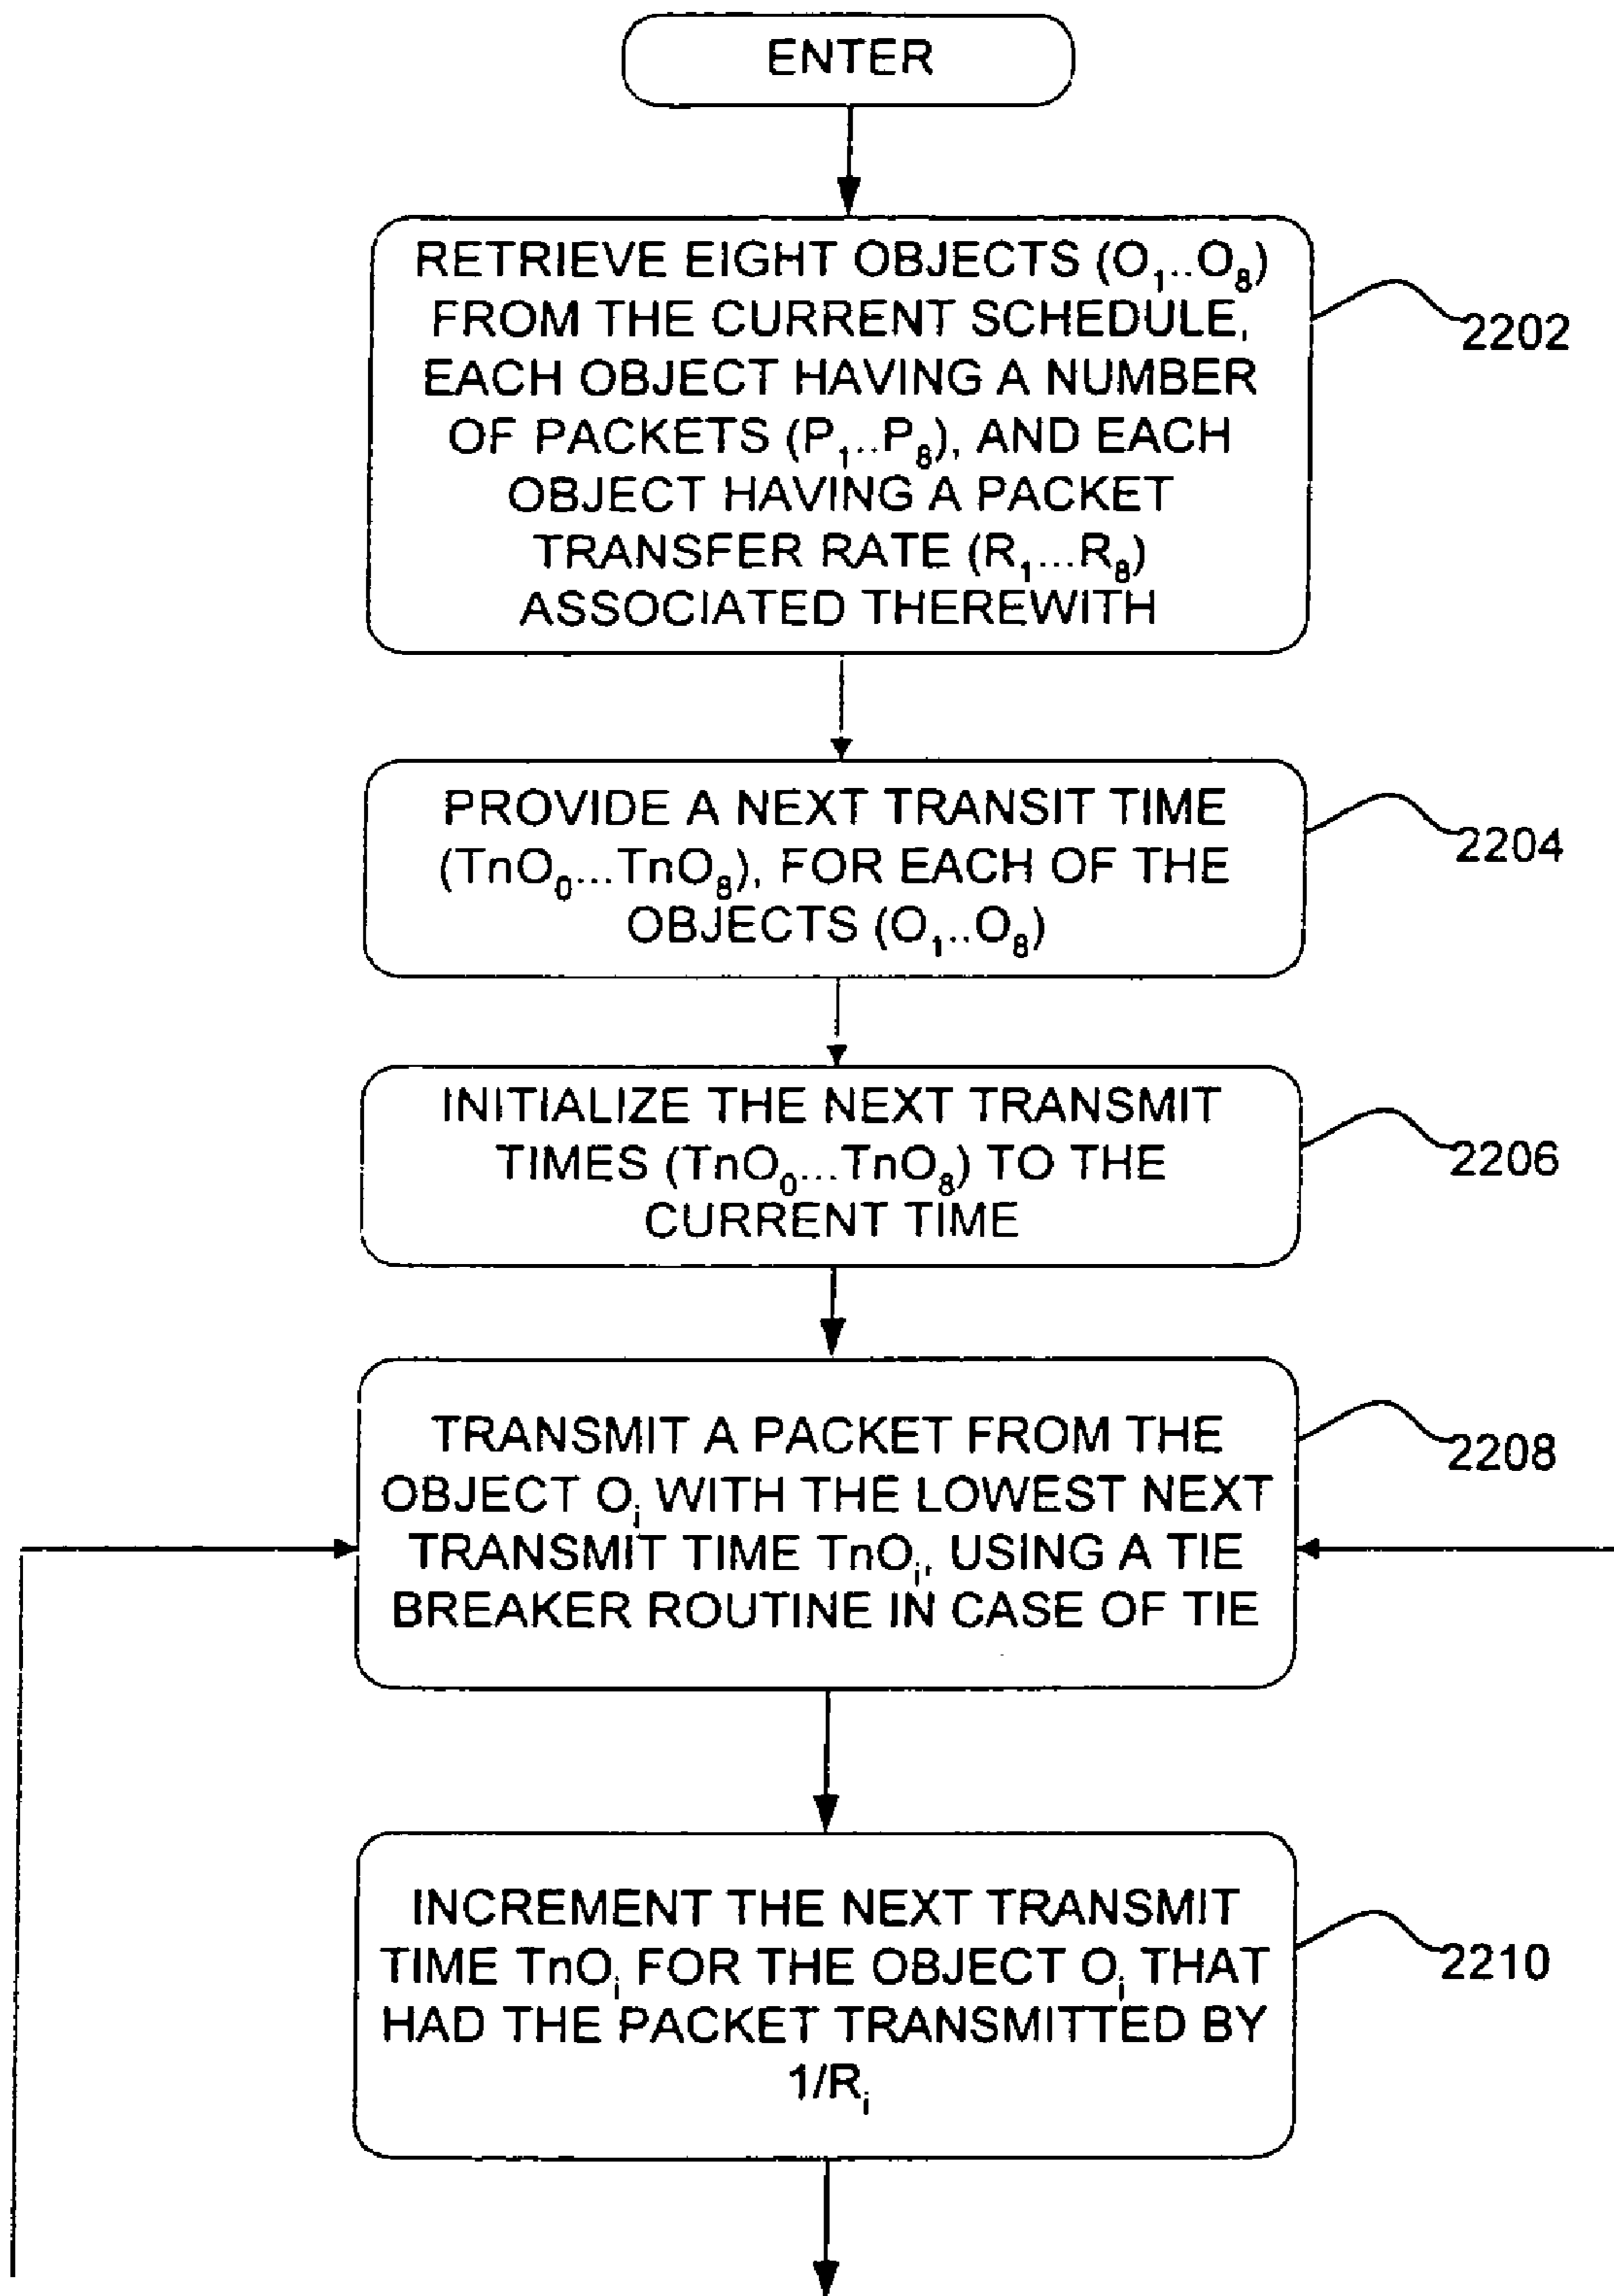 ENTER
RETRIEVE EIGHT OBJECTS (O₁..O₈)
FROM THE CURRENT SCHEDULE,
EACH OBJECT HAVING A NUMBER
OF PACKETS (P₁..P₈), AND EACH
OBJECT HAVING A PACKET
TRANSFER RATE (R₁...R₈)
ASSOCIATED THEREWITH
2202
PROVIDE A NEXT TRANSIT TIME
(TnO₀...TnO₈), FOR EACH OF THE
OBJECTS (O₁..O₈)
2204
INITIALIZE THE NEXT TRANSMIT
TIMES (TnO₀...TnO₈) TO THE
CURRENT TIME
2206
TRANSMIT A PACKET FROM THE
OBJECT Oᵢ WITH THE LOWEST NEXT
TRANSMIT TIME TnOᵢ, USING A TIE
BREAKER ROUTINE IN CASE OF TIE
2208
INCREMENT THE NEXT TRANSMIT
TIME TnOᵢ FOR THE OBJECT Oᵢ THAT
HAD THE PACKET TRANSMITTED BY
1/Rᵢ
2210